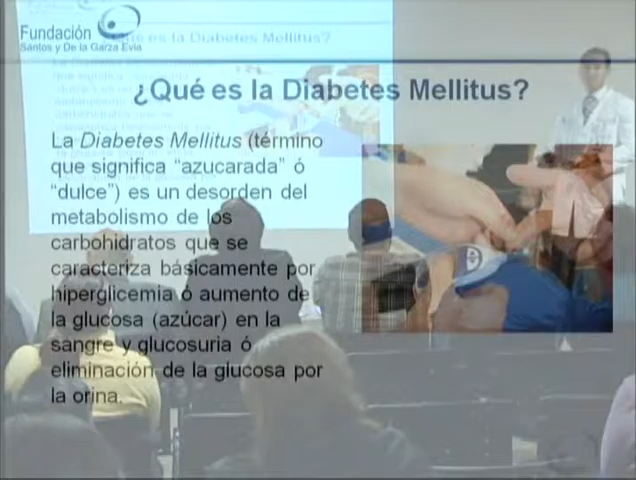 Fundación
Santos y De la Garza Evia
¿Qué es la Diabetes Mellitus?
¿Qué es la Diabetes Mellitus?
La Diabetes Mellitus (término
que significa “azucarada” ó
“dulce”) es un desorden del
metabolismo de los
carbohidratos que se
caracteriza básicamente por
hiperglicemia ó aumento de
la glucosa (azúcar) en la
sangre y glucosuria ó
eliminación de la glucosa por
la orina.